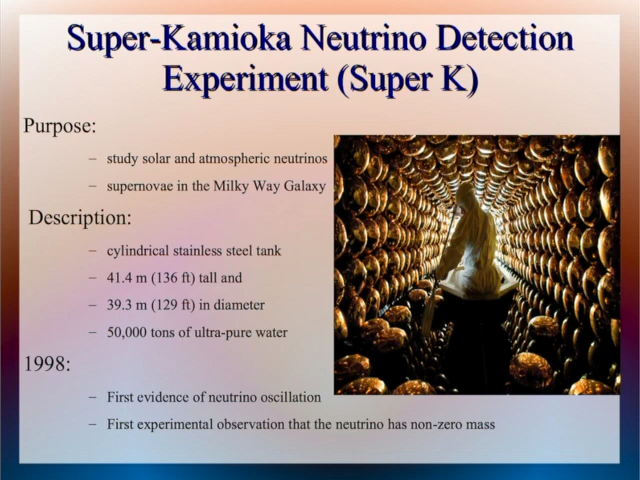 Super-Kamioka Neutrino Detection
Experiment (Super K)
Purpose:
– study solar and atmospheric neutrinos
– supernovae in the Milky Way Galaxy
Description:
– cylindrical stainless steel tank
– 41.4 m (136 ft) tall and
– 39.3 m (129 ft) in diameter
– 50,000 tons of ultra-pure water
1998:
– First evidence of neutrino oscillation
– First experimental observation that the neutrino has non-zero mass